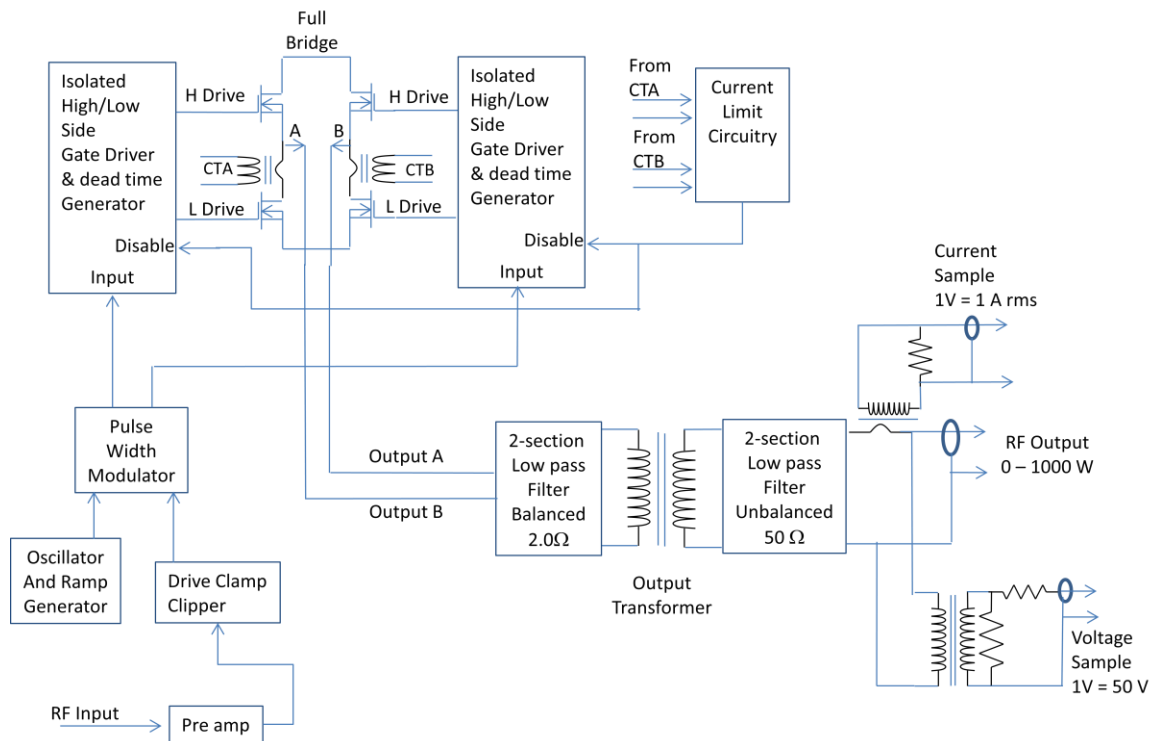 Full
Bridge
Isolated
High/Low
Side
Gate Driver
& dead time
Generator
Disable
Input
H Drive
A
CTA
L Drive
H Drive
B
CTB
L Drive
Isolated
High/Low
Side
Gate Driver
& dead time
Generator
Disable
Input
From
CTA
From
CTB
Current
Limit
Circuitry
Current
Sample
1V = 1 A rms
Pulse
Width
Modulator
Output A
Output B
2-section
Low pass
Filter
Balanced
2.0Ω
Output
Transformer
2-section
Low pass
Filter
Unbalanced
50 Ω
RF Output
0 – 1000 W
Oscillator
And Ramp
Generator
Drive Clamp
Clipper
Voltage
Sample
1V = 50 V
RF Input
Pre amp